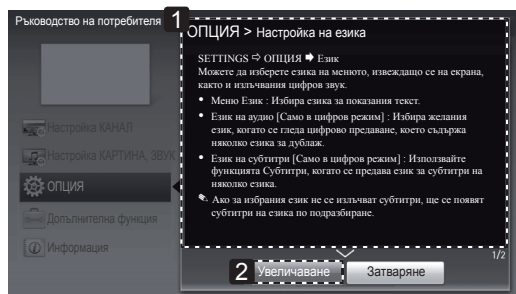 Ръководство на потребителя
1
ОПЦИЯ > Настройка на езика
SETTINGS ⇨ ОПЦИЯ 🡆 Език
Можете да изберете езика на менюто, извеждащо се на екрана,
както и излъчвания цифров звук.
• Меню Език : Избира езика за показания текст.
• Език на аудио [Само в цифров режим] : Избира желания
език, когато се гледа цифрово предаване, което съдържа
няколко езика за дублаж.
• Език на субтитри [Само в цифров режим] : Използвайте
функцията Субтитри, когато се предава език за субтитри на
няколко езика.
Ако за избрания език не се излъчват субтитри, ще се появят
субтитри на езика по подразбиране.
Настройка КАНАЛ
Настройка КАРТИНА, ЗВУК
ОПЦИЯ
Допълнителна функция
Информация
1/2
2
Увеличаване
Затваряне